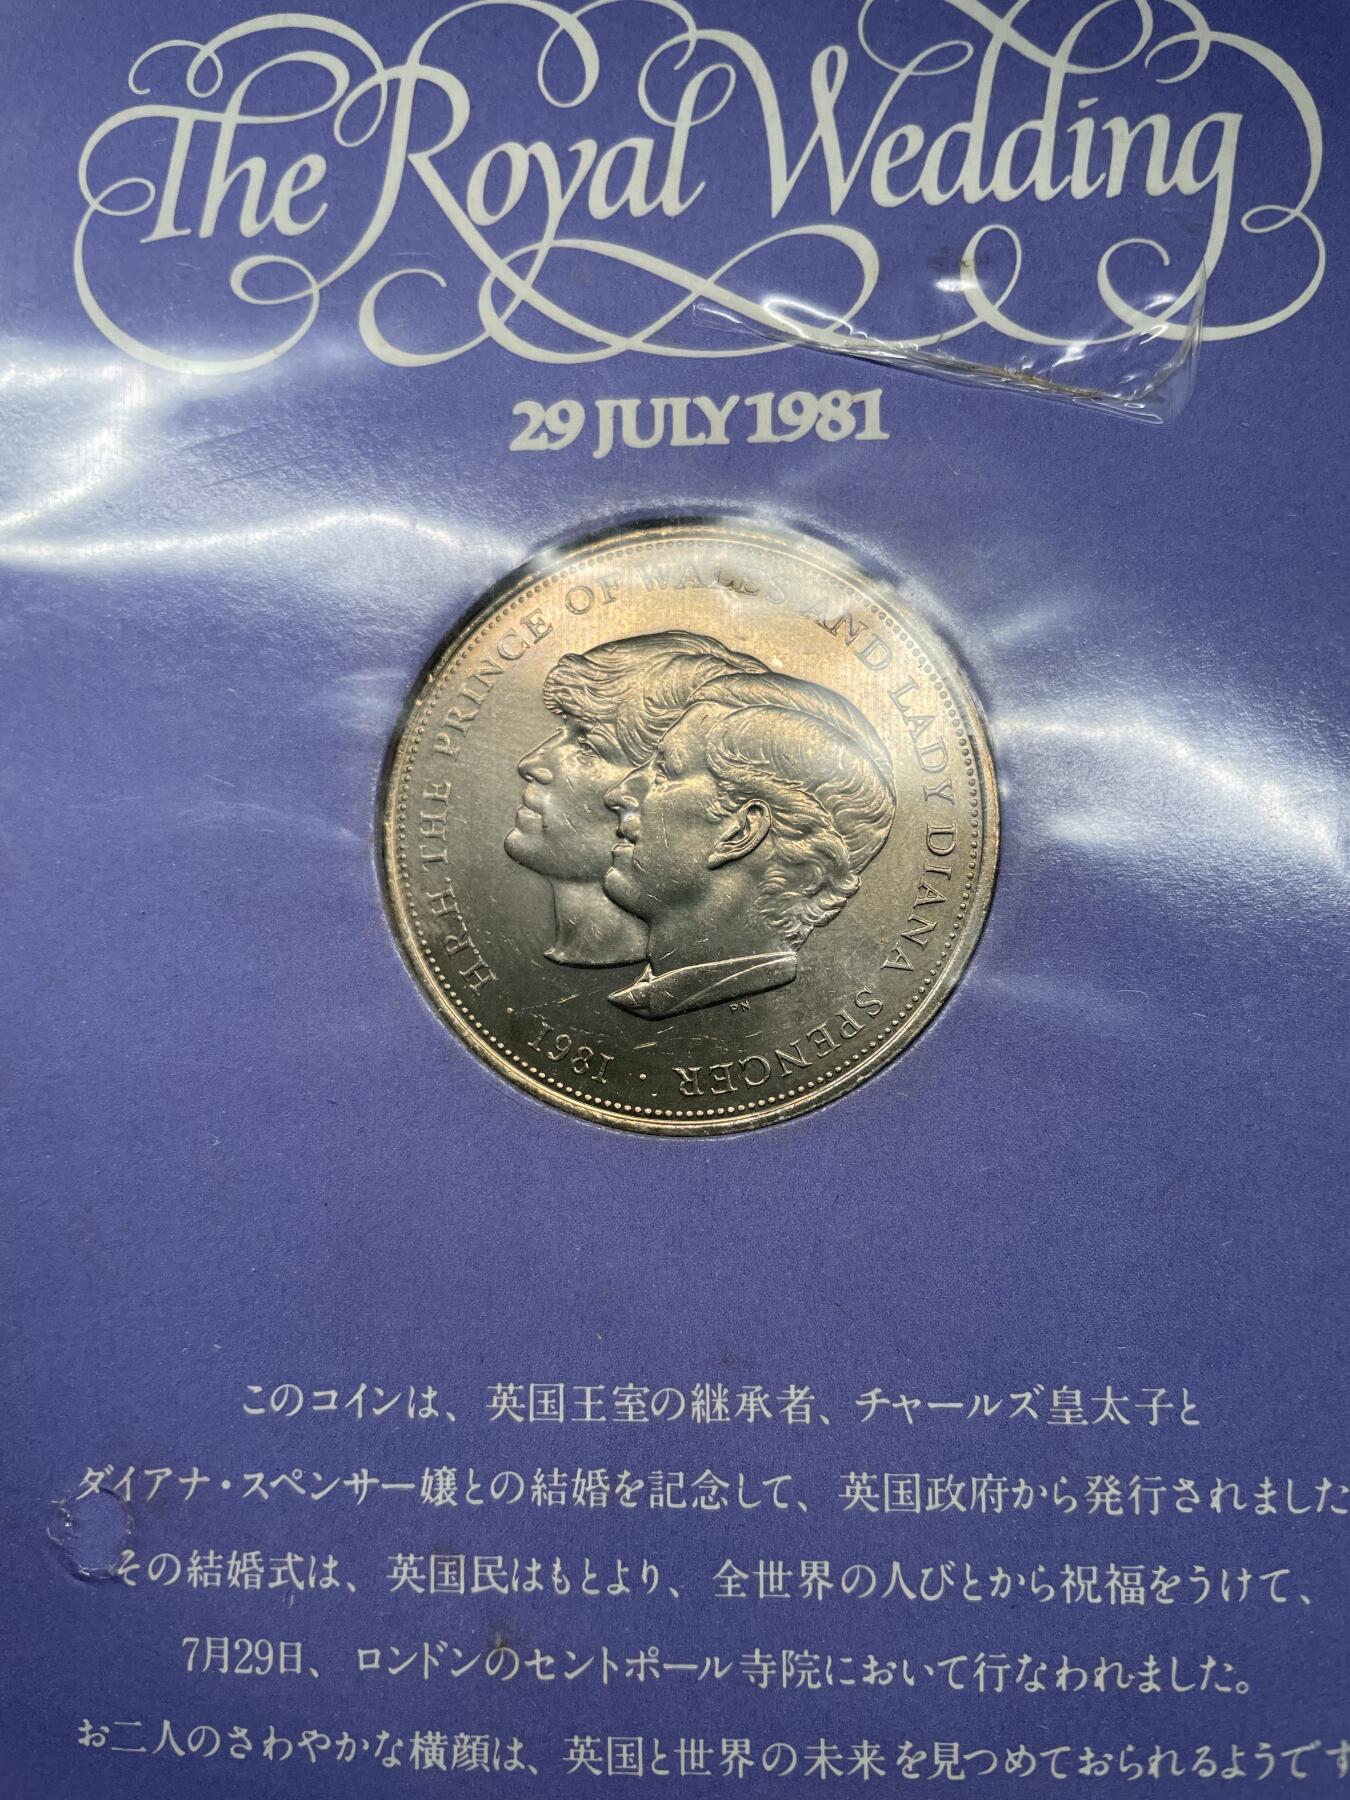 The Royal Wedding
29 JULY 1981
H.R.H. THE PRINCE OF WALES AND LADY DIANA SPENCER · 1981 ·
PN
このコインは、英国王室の継承者、チャールズ皇太子と
ダイアナ・スペンサー嬢との結婚を記念して、英国政府から発行されました
その結婚式は、英国民はもとより、全世界の人びとから祝福をうけて、
7月29日、ロンドンのセントポール寺院において行なわれました。
お二人のさわやかな横顔は、英国と世界の未来を見つめておられるようです